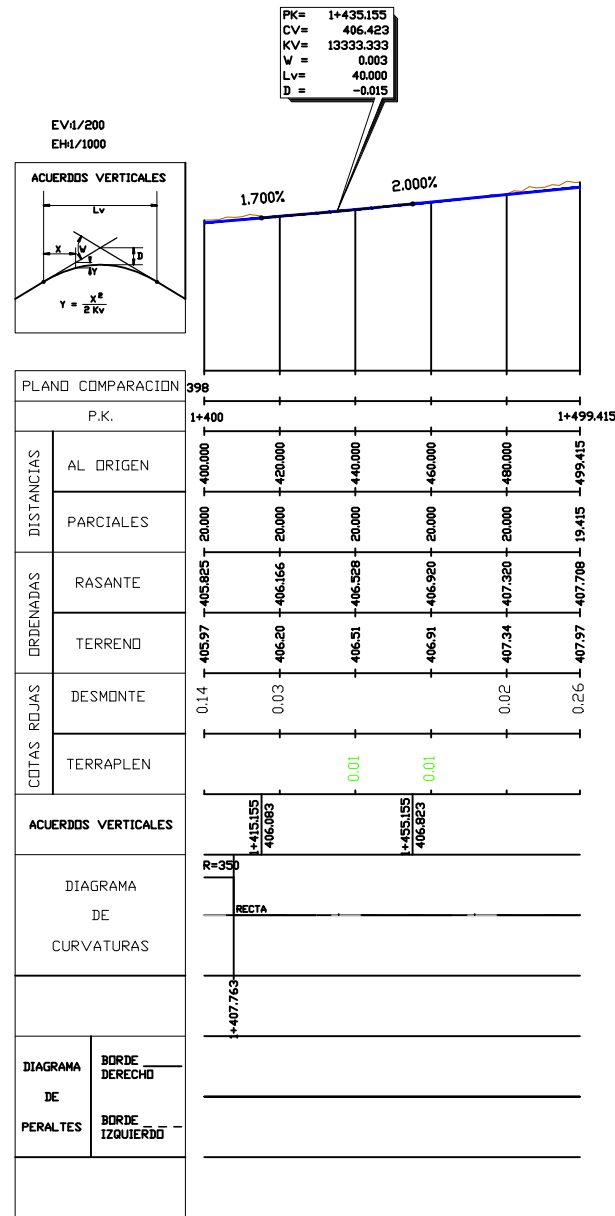 PK= 1+435.155
CV= 406.423
KV= 13333.333
W = 0.003
Lv= 40.000
D = -0.015
EV:1/200
EH:1/1000
ACUERDOS VERTICALES
Lv
X
W
D
Y
Y = X² / 2 Kv
1.700%
2.000%
PLANO COMPARACION 398
P.K.
1+400
1+499.415
DISTANCIAS
AL ORIGEN
400.000 420.000 440.000 460.000 480.000 499.415
PARCIALES
20.000 20.000 20.000 20.000 20.000 19.415
ORDENADAS
RASANTE
405.825 406.166 406.528 406.920 407.320 407.708
TERRENO
405.97 406.20 406.51 406.91 407.34 407.97
COTAS ROJAS
DESMONTE
0.14 0.03 0.02 0.26
TERRAPLEN
0.01 0.01
ACUERDOS VERTICALES
1+415.155
406.083
1+455.155
406.823
DIAGRAMA
DE
CURVATURAS
R=350
RECTA
1+407.763
DIAGRAMA
DE
PERALTES
BORDE
DERECHO
BORDE
IZQUIERDO